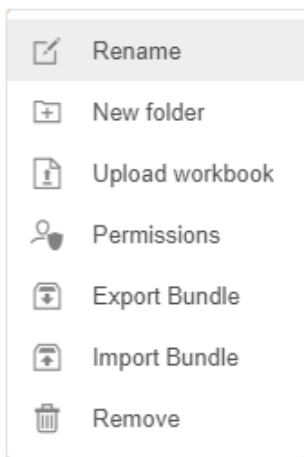 Rename
New folder
Upload workbook
Permissions
Export Bundle
Import Bundle
Remove